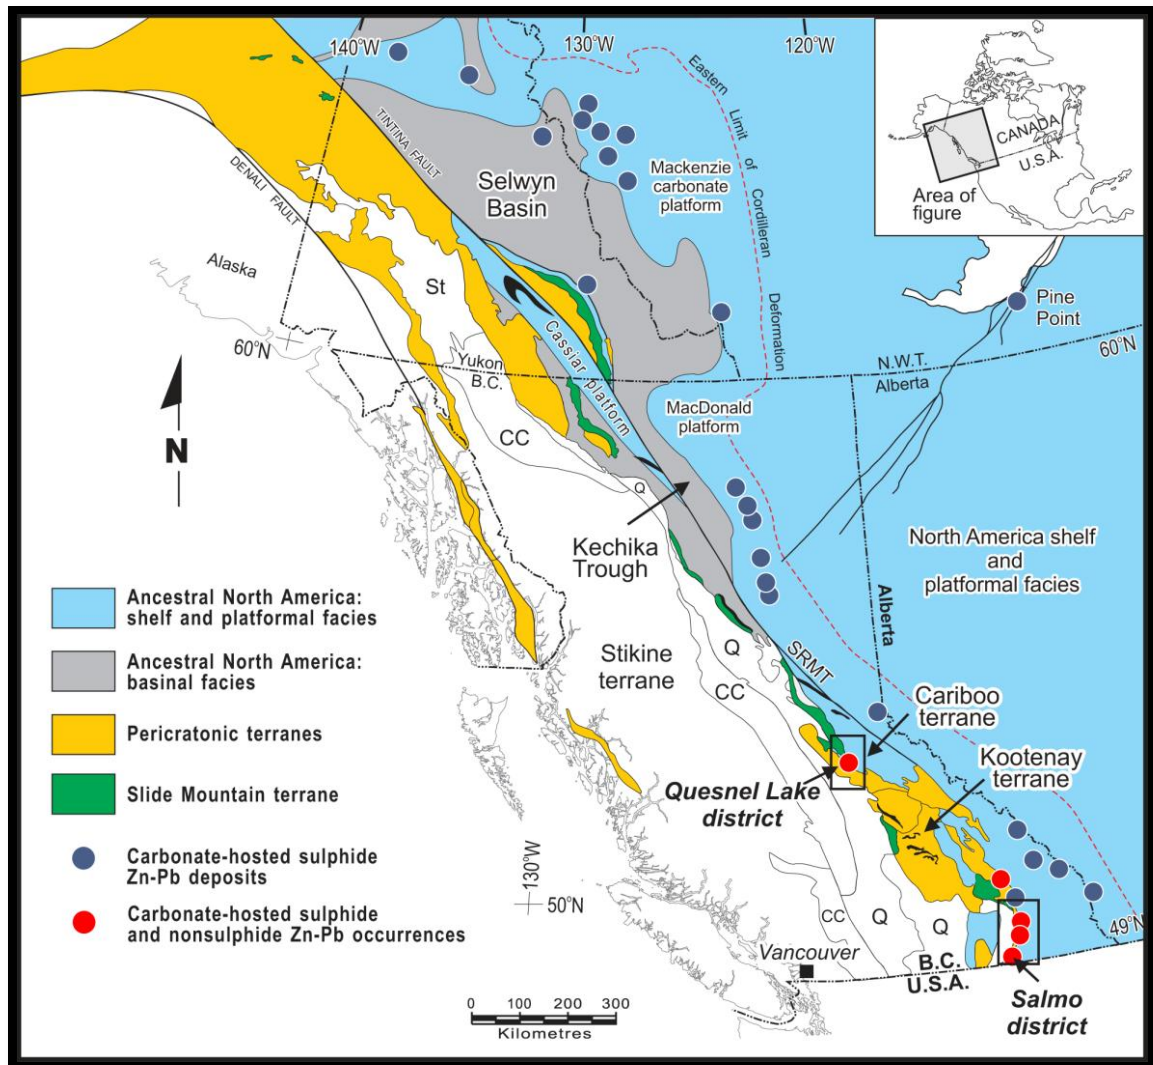 140°W
130°W
120°W
Eastern Limit of Cordilleran Deformation
CANADA
U.S.A.
Area of
figure
TINTINA FAULT
DENALI FAULT
Selwyn
Basin
Mackenzie
carbonate
platform
Alaska
St
Cassiar platform
Pine
Point
60°N
Yukon
B.C.
N.W.T.
Alberta
60°N
MacDonald
platform
CC
Q
N
Kechika
Trough
North America shelf
and
platformal facies
Alberta
Ancestral North America:
shelf and platformal facies
Ancestral North America:
basinal facies
Pericratonic terranes
Slide Mountain terrane
Carbonate-hosted sulphide
Zn-Pb deposits
Carbonate-hosted sulphide
and nonsulphide Zn-Pb occurrences
Stikine
terrane
Q
CC
SRMT
Cariboo
terrane
Kootenay
terrane
Quesnel Lake
district
130°W
50°N
CC
Q
Q
49°N
Vancouver
B.C.
U.S.A.
Salmo
district
0 100 200 300
Kilometres